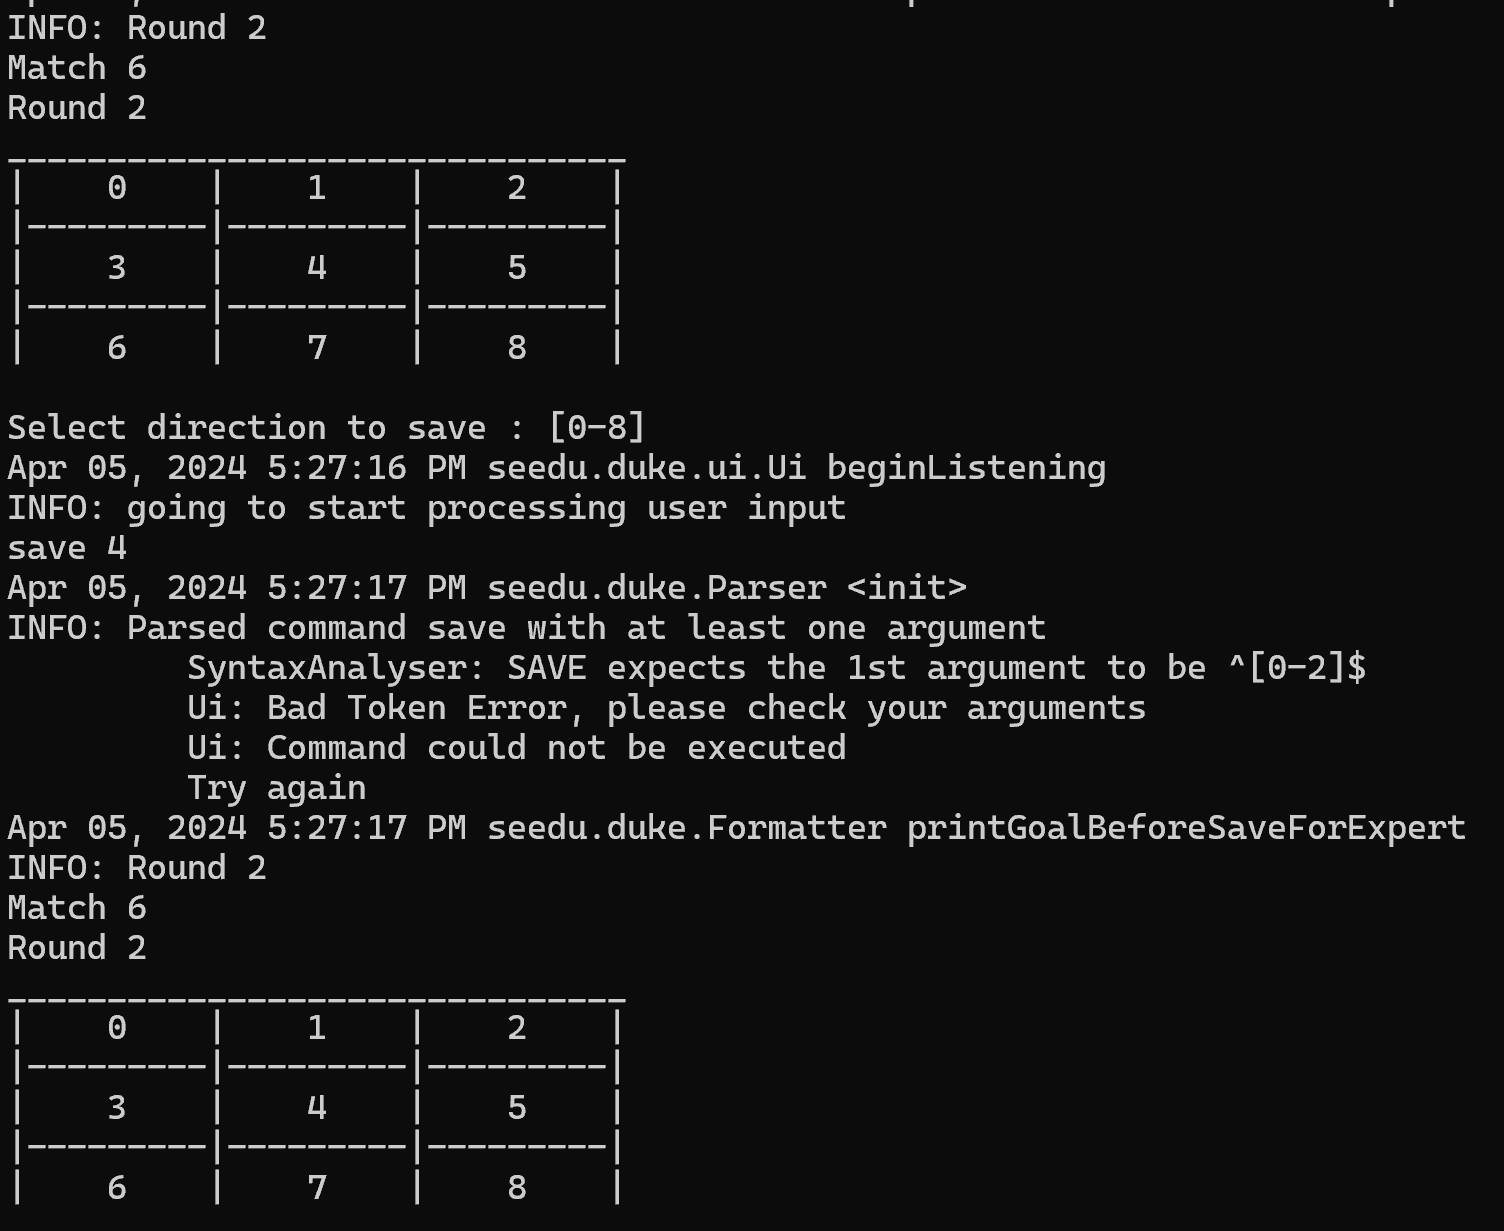 INFO: Round 2
Match 6
Round 2
_______________________________
|    0    |    1    |    2    |
|---------|---------|---------|
|    3    |    4    |    5    |
|---------|---------|---------|
|    6    |    7    |    8    |
Select direction to save : [0-8]
Apr 05, 2024 5:27:16 PM seedu.duke.ui.Ui beginListening
INFO: going to start processing user input
save 4
Apr 05, 2024 5:27:17 PM seedu.duke.Parser <init>
INFO: Parsed command save with at least one argument
         SyntaxAnalyser: SAVE expects the 1st argument to be ^[0-2]$
         Ui: Bad Token Error, please check your arguments
         Ui: Command could not be executed
         Try again
Apr 05, 2024 5:27:17 PM seedu.duke.Formatter printGoalBeforeSaveForExpert
INFO: Round 2
Match 6
Round 2
_______________________________
|    0    |    1    |    2    |
|---------|---------|---------|
|    3    |    4    |    5    |
|---------|---------|---------|
|    6    |    7    |    8    |